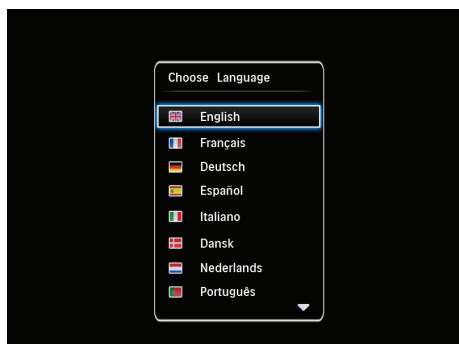 Choose Language
English
Français
Deutsch
Español
Italiano
Dansk
Nederlands
Português